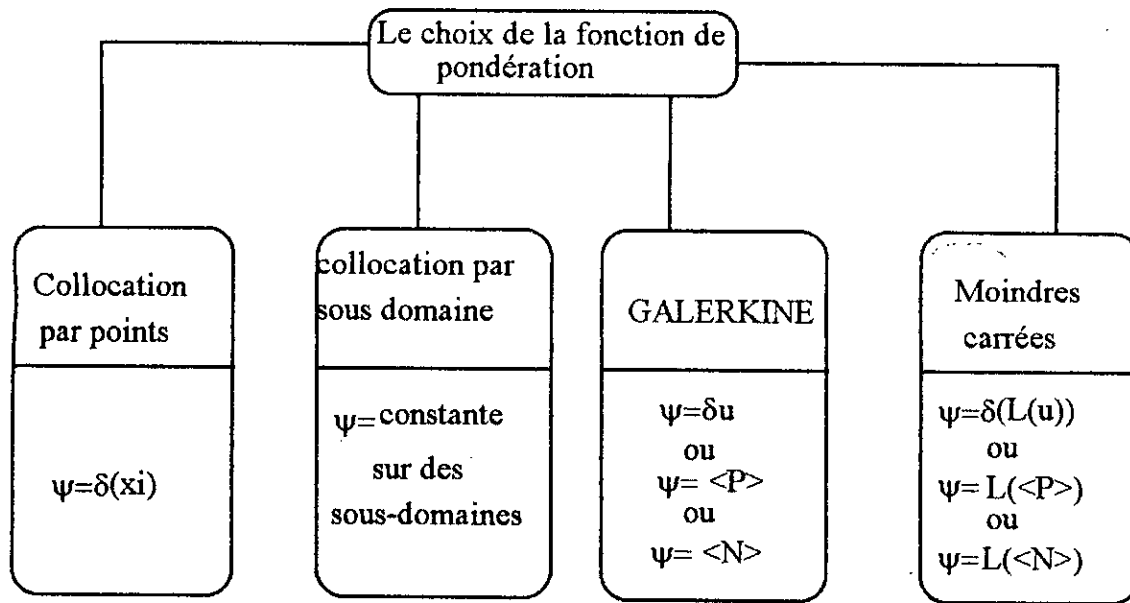 Le choix de la fonction de
pondération
Collocation
par points
ψ=δ(xi)
collocation par
sous domaine
ψ=constante
sur des
sous-domaines
GALERKINE
ψ=δu
ou
ψ= <P>
ou
ψ= <N>
Moindres
carrées
ψ=δ(L(u))
ou
ψ= L(<P>)
ou
ψ=L(<N>)